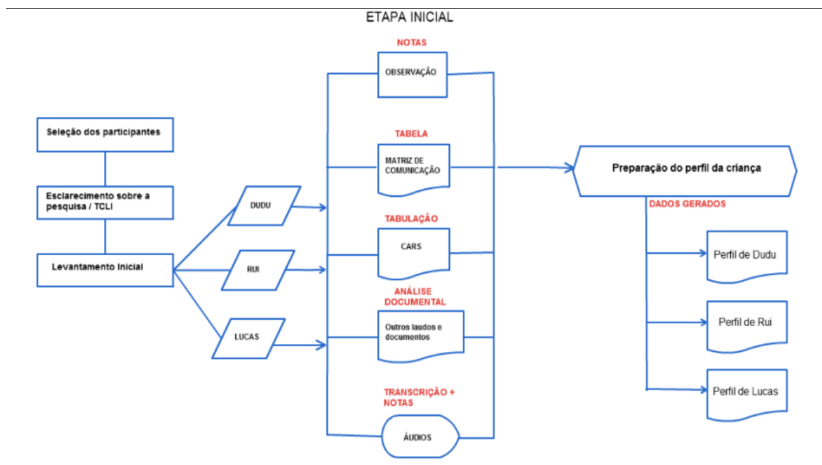 ETAPA INICIAL
NOTAS
OBSERVAÇÃO
Seleção dos participantes
Esclarecimento sobre a
pesquisa / TCLI
Levantamento Inicial
DUDU
RUI
LUCAS
TABELA
MATRIZ DE
COMUNICAÇÃO
TABULAÇÃO
CARS
ANÁLISE
DOCUMENTAL
Outros laudos e
documentos
TRANSCRIÇÃO +
NOTAS
ÁUDIOS
Preparação do perfil da criança
DADOS GERADOS
Perfil de Dudu
Perfil de Rui
Perfil de Lucas